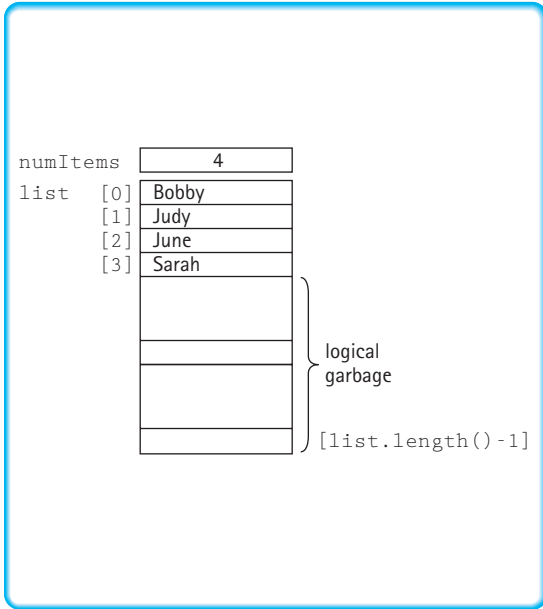 numItems 4
list [0] Bobby
[1] Judy
[2] June
[3] Sarah
logical
garbage
[list.length()-1]